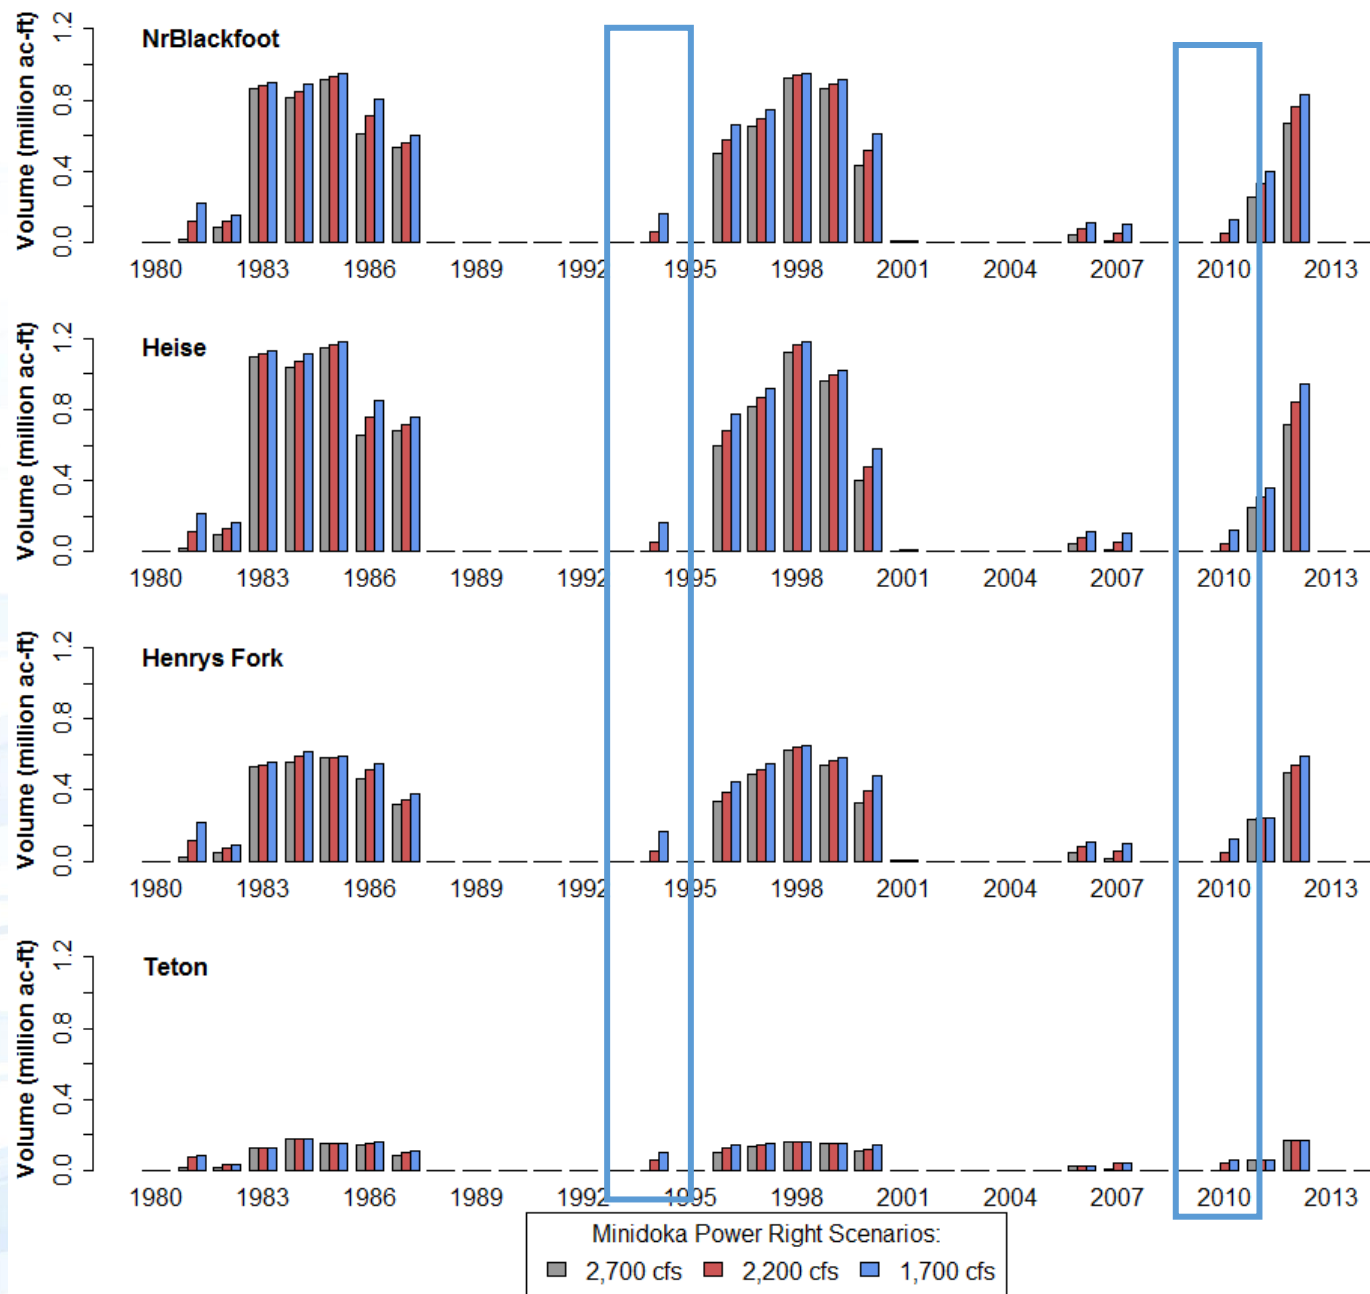 NrBlackfoot
Volume (million ac-ft)
0.0 0.4 0.8 1.2
1980 1983 1986 1989 1992 1995 1998 2001 2004 2007 2010 2013
Heise
Volume (million ac-ft)
0.0 0.4 0.8 1.2
1980 1983 1986 1989 1992 1995 1998 2001 2004 2007 2010 2013
Henrys Fork
Volume (million ac-ft)
0.0 0.4 0.8 1.2
1980 1983 1986 1989 1992 1995 1998 2001 2004 2007 2010 2013
Teton
Volume (million ac-ft)
0.0 0.4 0.8 1.2
1980 1983 1986 1989 1992 1995 1998 2001 2004 2007 2010 2013
Minidoka Power Right Scenarios:
2,700 cfs 2,200 cfs 1,700 cfs